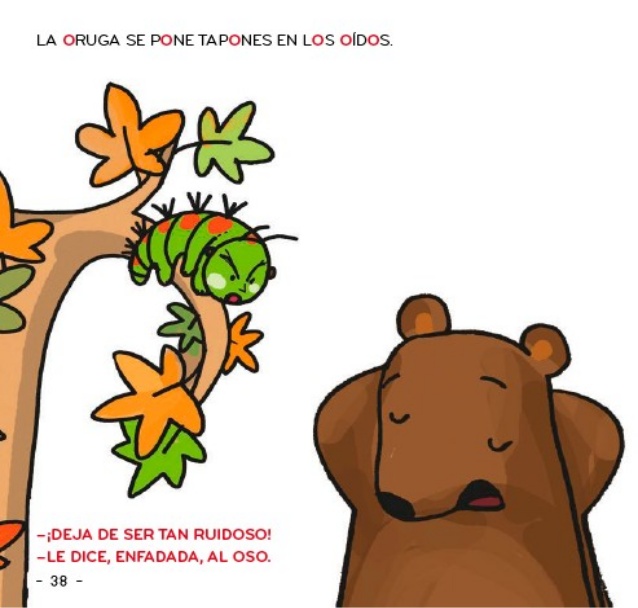 LA ORUGA SE PONE TAPONES EN LOS OÍDOS.
–¡DEJA DE SER TAN RUIDOSO!
–LE DICE, ENFADADA, AL OSO.
- 38 -